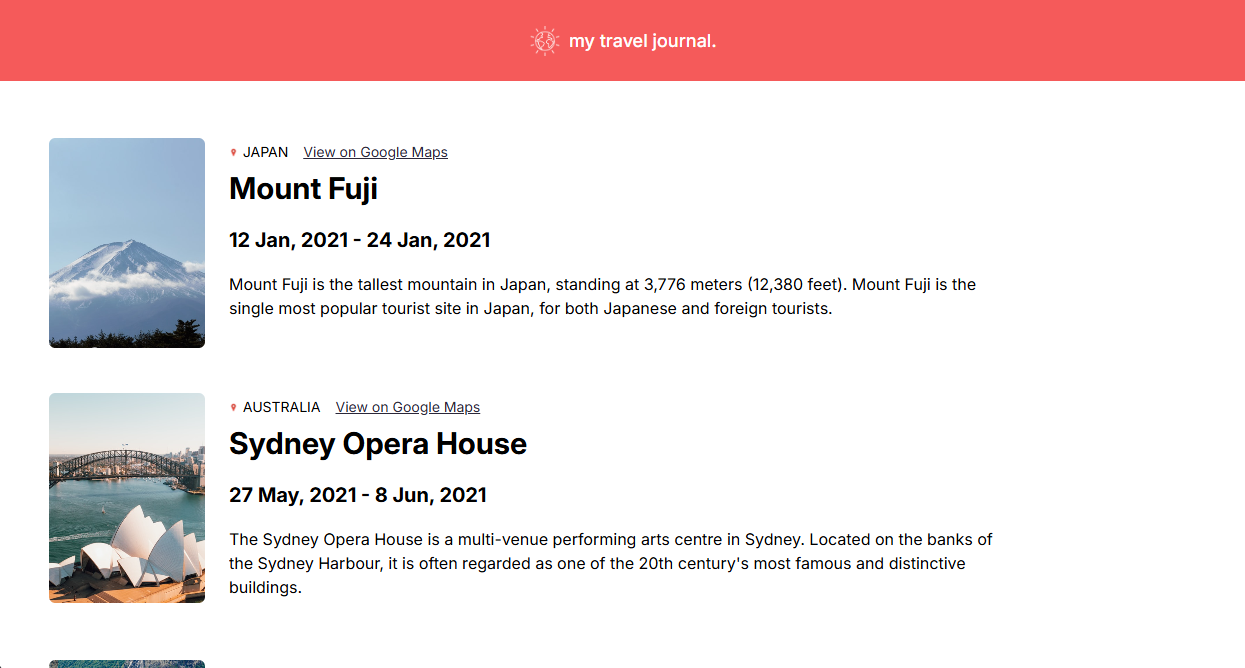 my travel journal.
JAPAN View on Google Maps
Mount Fuji
12 Jan, 2021 - 24 Jan, 2021
Mount Fuji is the tallest mountain in Japan, standing at 3,776 meters (12,380 feet). Mount Fuji is the
single most popular tourist site in Japan, for both Japanese and foreign tourists.
AUSTRALIA View on Google Maps
Sydney Opera House
27 May, 2021 - 8 Jun, 2021
The Sydney Opera House is a multi-venue performing arts centre in Sydney. Located on the banks of
the Sydney Harbour, it is often regarded as one of the 20th century's most famous and distinctive
buildings.